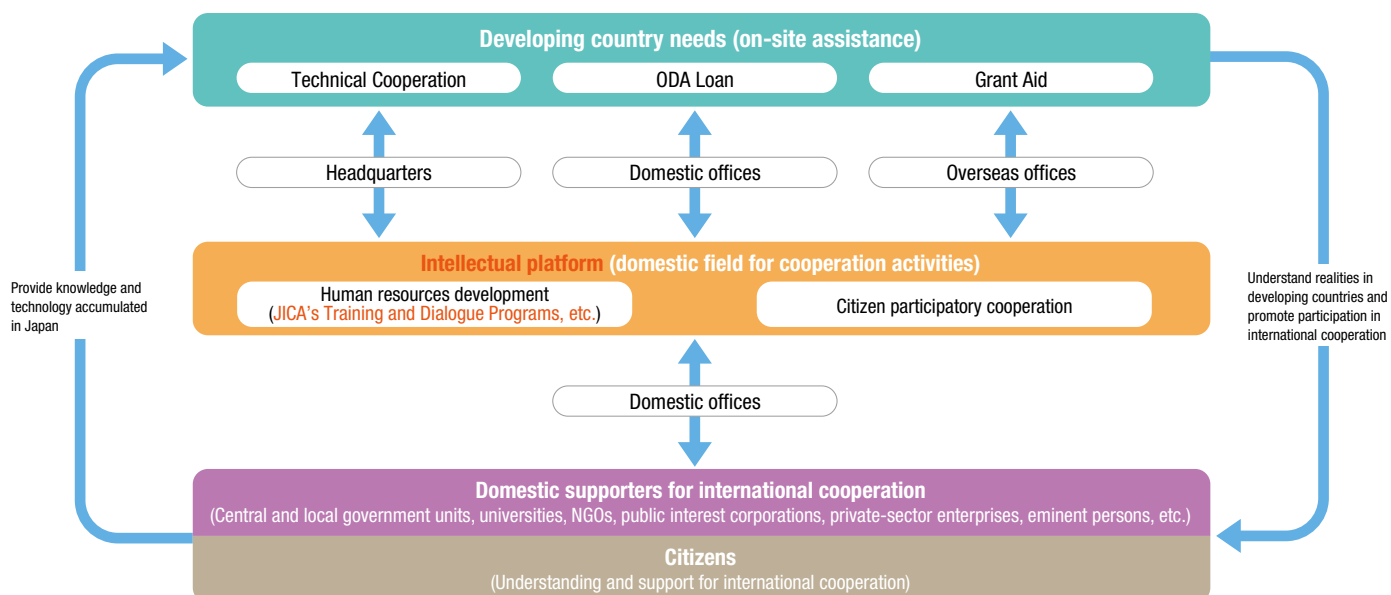 Developing country needs (on-site assistance)
Technical Cooperation
ODA Loan
Grant Aid
Headquarters
Domestic offices
Overseas offices
Intellectual platform (domestic field for cooperation activities)
Human resources development
(JICA's Training and Dialogue Programs, etc.)
Citizen participatory cooperation
Provide knowledge and
technology accumulated
in Japan
Understand realities in
developing countries and
promote participation in
international cooperation
Domestic offices
Domestic supporters for international cooperation
(Central and local government units, universities, NGOs, public interest corporations, private-sector enterprises, eminent persons, etc.)
Citizens
(Understanding and support for international cooperation)